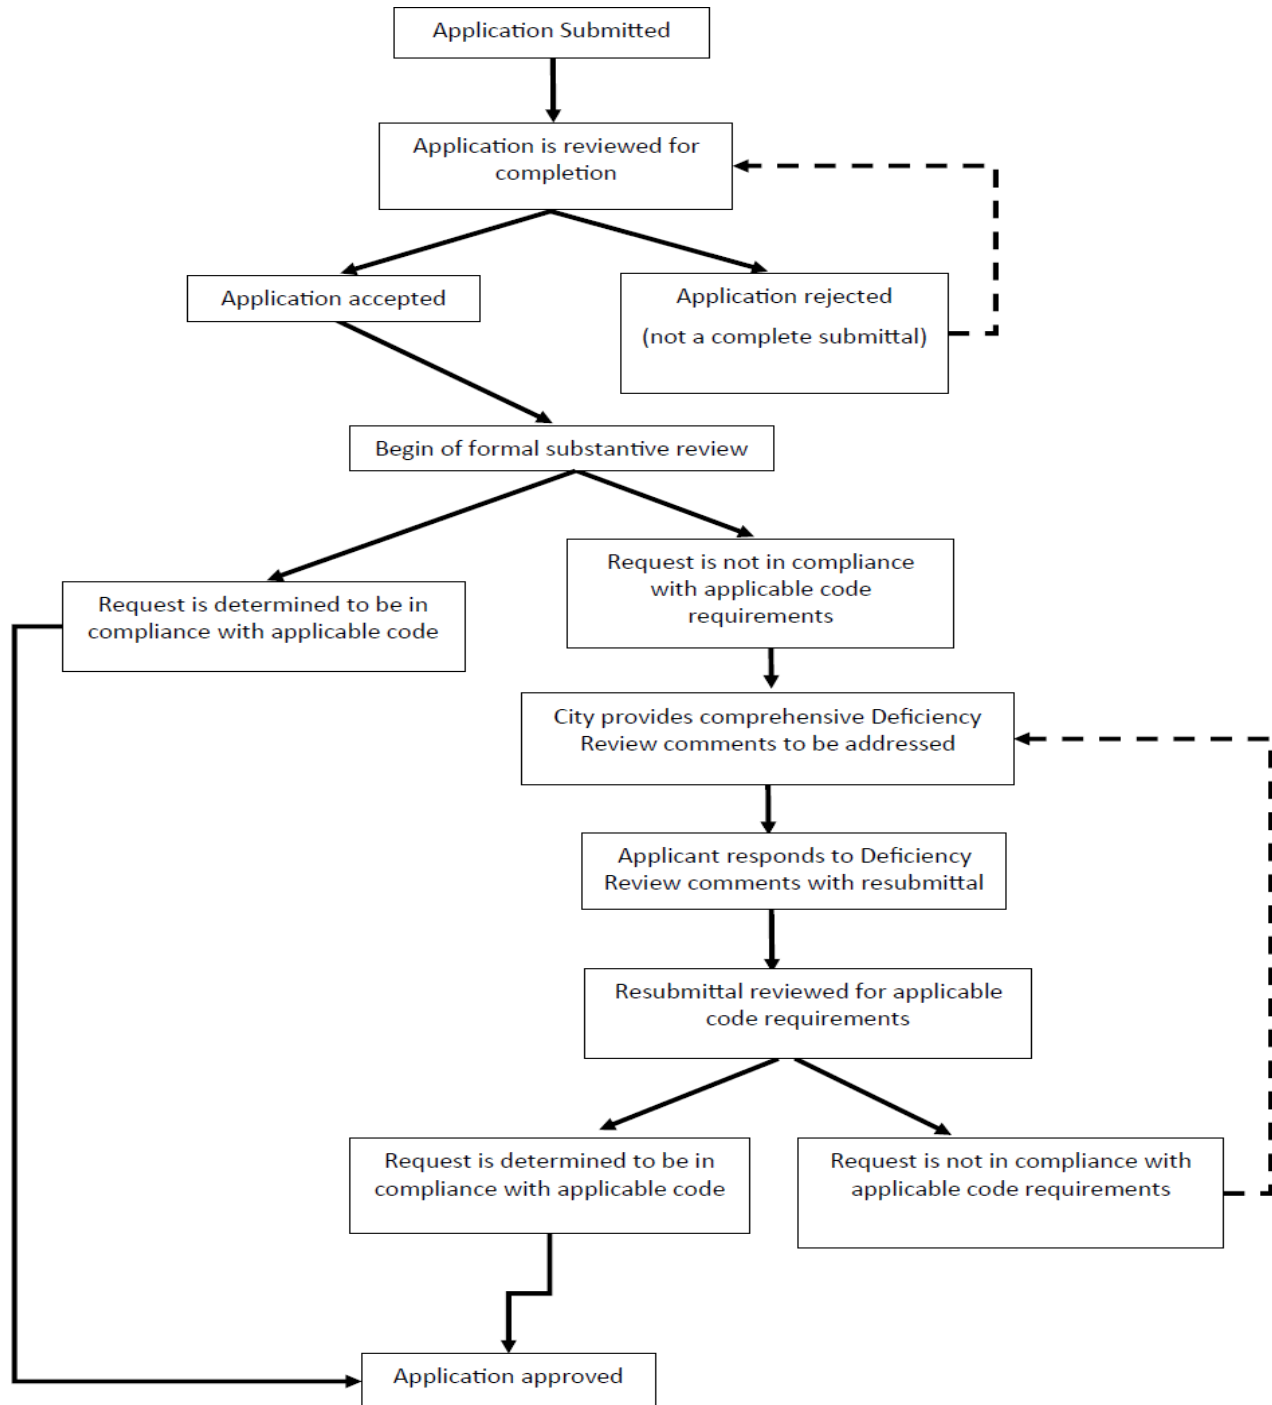 Application Submitted
Application is reviewed for
completion
Application accepted
Application rejected
(not a complete submittal)
Begin of formal substantive review
Request is not in compliance
with applicable code
requirements
Request is determined to be in
compliance with applicable code
City provides comprehensive Deficiency
Review comments to be addressed
Applicant responds to Deficiency
Review comments with resubmittal
Resubmittal reviewed for applicable
code requirements
Request is determined to be in
compliance with applicable code
Request is not in compliance with
applicable code requirements
Application approved